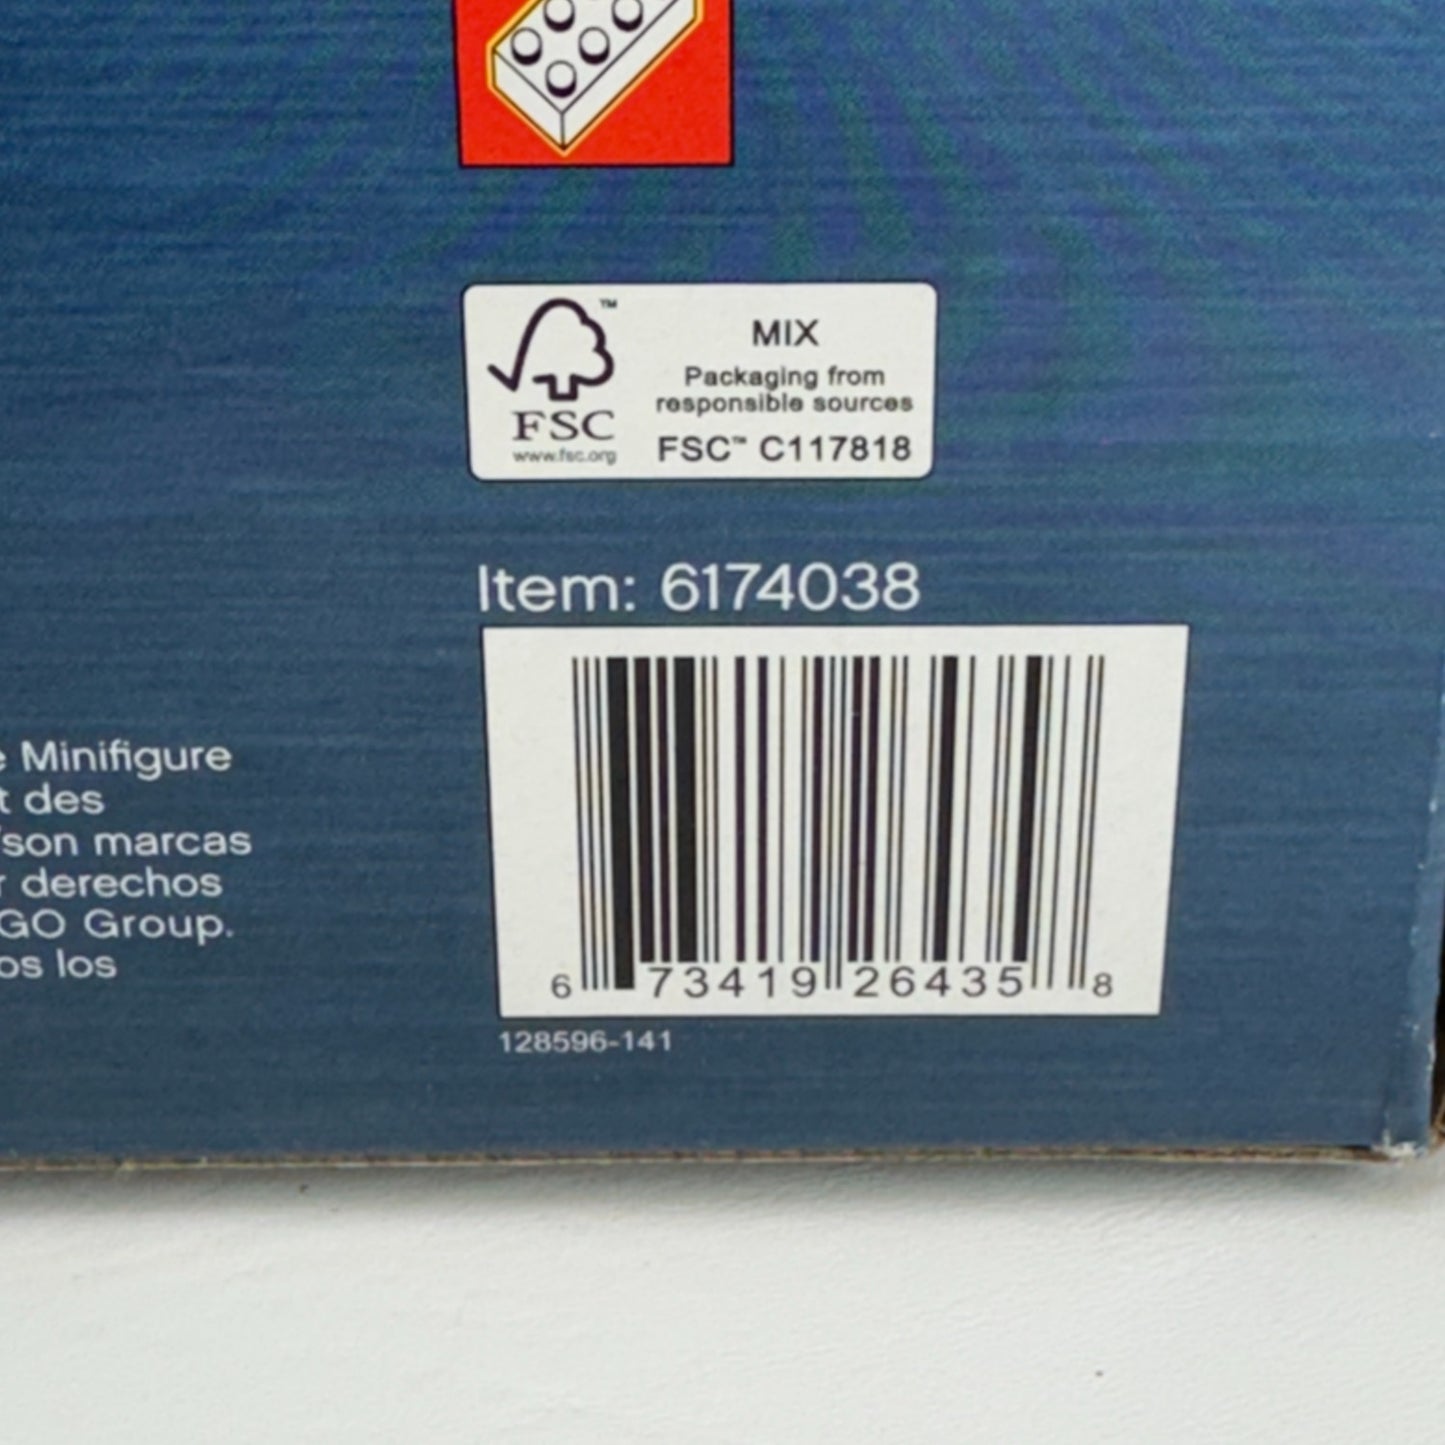 ™
MIX
Packaging from
responsible sources
FSC
www.fsc.org
FSC™ C117818
Item: 6174038
e Minifigure
t des
/son marcas
r derechos
GO Group.
os los
6 73419 26435 8
128596-141